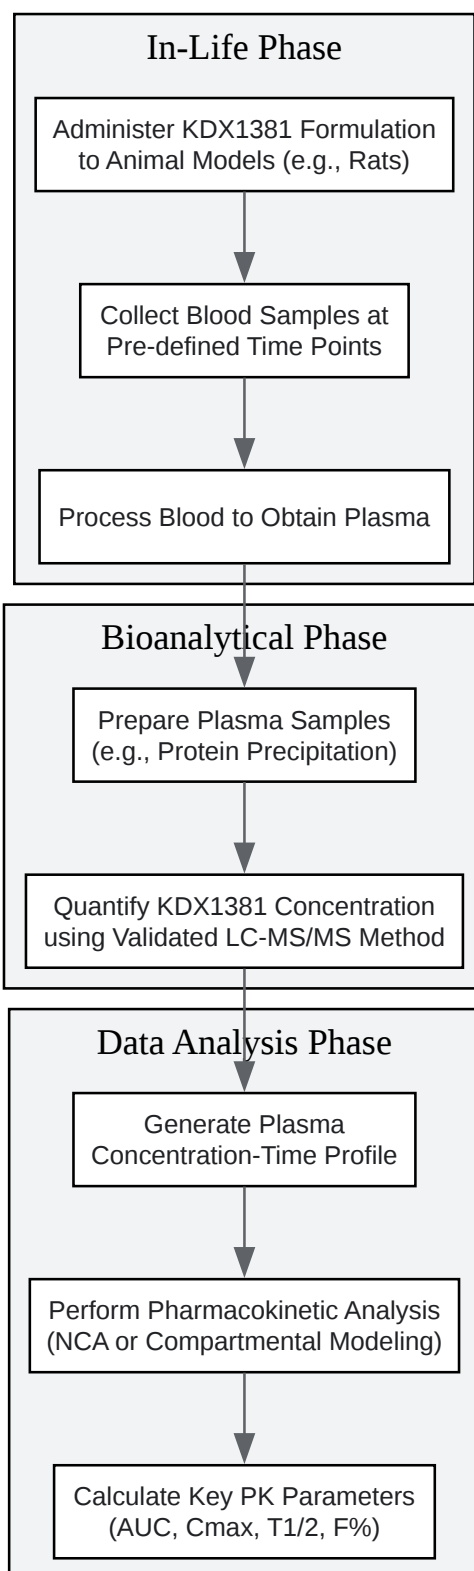 In-Life Phase
Administer KDX1381 Formulation
to Animal Models (e.g., Rats)
Collect Blood Samples at
Pre-defined Time Points
Process Blood to Obtain Plasma
Bioanalytical Phase
Prepare Plasma Samples
(e.g., Protein Precipitation)
Quantify KDX1381 Concentration
using Validated LC-MS/MS Method
Data Analysis Phase
Generate Plasma
Concentration-Time Profile
Perform Pharmacokinetic Analysis
(NCA or Compartmental Modeling)
Calculate Key PK Parameters
(AUC, Cmax, T1/2, F%)